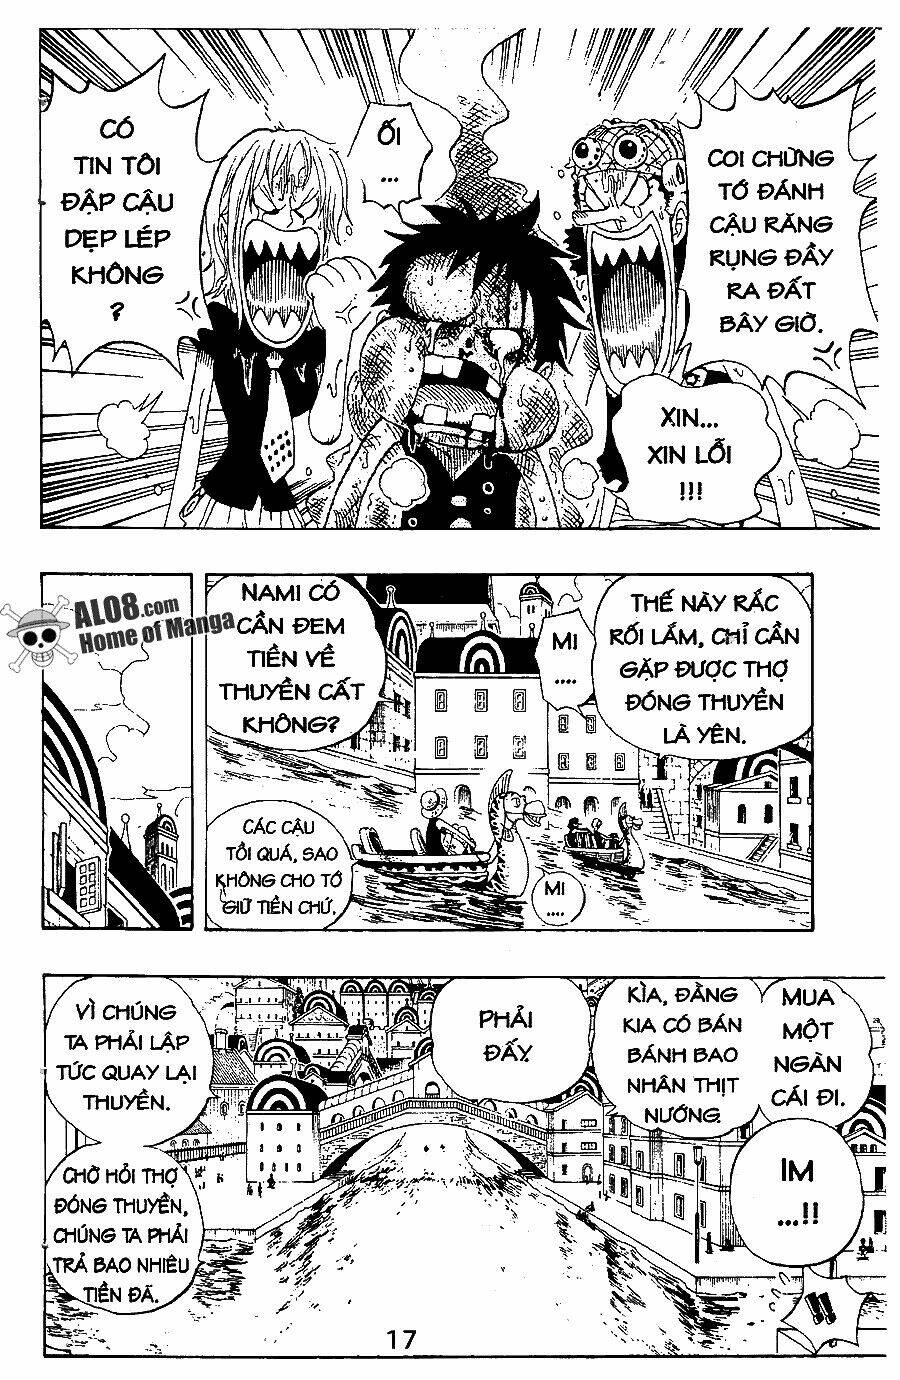 CÓ
TIN TÔI
ĐẬP CẬU
DẸP LÉP
KHÔNG
?
ỐI
...
COI CHỪNG
TỚ ĐÁNH
CẬU RĂNG
RỤNG ĐẦY
RA ĐẤT
BÂY GIỜ.
XIN...
XIN LỖI
!!!
AL08.com
Home of Manga
NAMI CÓ
CẦN ĐEM
TIỀN VỀ
THUYỀN CẤT
KHÔNG?
MI
....
THẾ NÀY RẮC
RỐI LẮM, CHỈ CẦN
GẶP ĐƯỢC THỢ
ĐÓNG THUYỀN
LÀ YÊN.
CÁC CẬU
TỒI QUÁ, SAO
KHÔNG CHO TỚ
GIỮ TIỀN CHỨ.
MI
....
VÌ CHÚNG
TA PHẢI LẬP
TỨC QUAY LẠI
THUYỀN.
CHỜ HỎI THỢ
ĐÓNG THUYỀN,
CHÚNG TA PHẢI
TRẢ BAO NHIÊU
TIỀN ĐÃ.
PHẢI
ĐẤY.
KÌA, ĐẰNG
KIA CÓ BÁN
BÁNH BAO
NHÂN THỊT
NƯỚNG.
MUA
MỘT
NGÀN
CÁI ĐI.
IM
...!!
!!
17